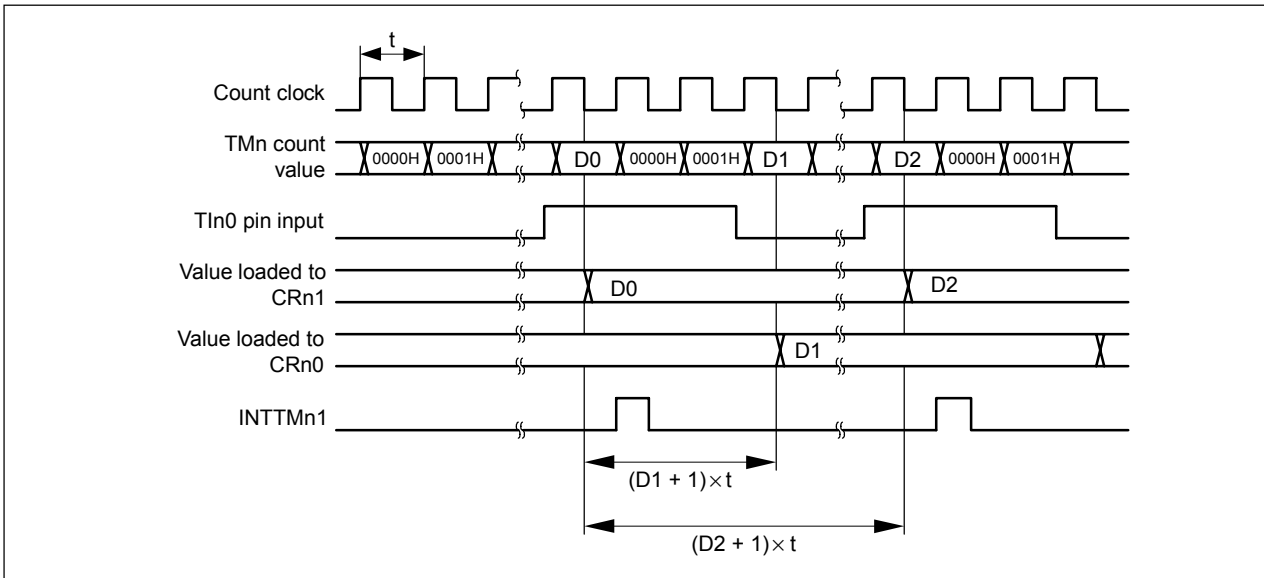 t
Count clock
TMn count
value
0000H 0001H D0 0000H 0001H D1 D2 0000H 0001H
TIn0 pin input
Value loaded to
CRn1
D0 D2
Value loaded to
CRn0
D1
INTTMn1
(D1 + 1) × t
(D2 + 1) × t